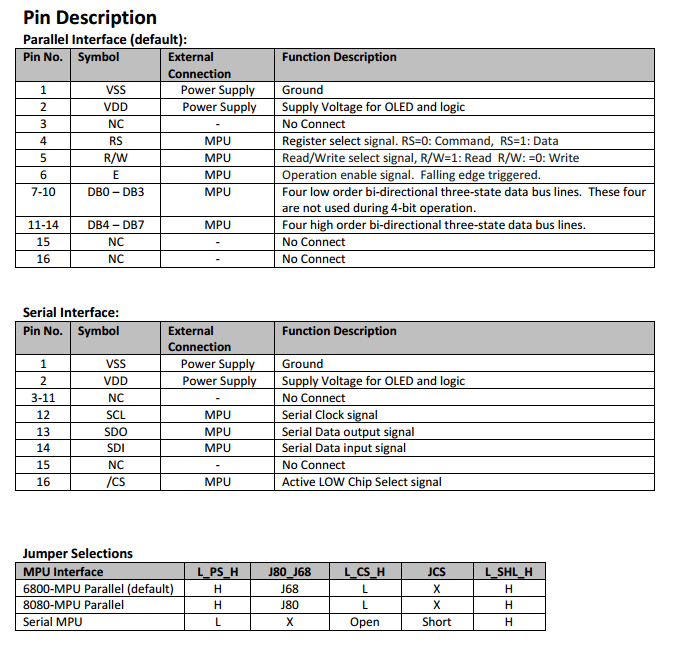 Pin Description
Parallel Interface (default):
Pin No. Symbol External Connection Function Description
1 VSS Power Supply Ground
2 VDD Power Supply Supply Voltage for OLED and logic
3 NC - No Connect
4 RS MPU Register select signal. RS=0: Command, RS=1: Data
5 R/W MPU Read/Write select signal, R/W=1: Read R/W: =0: Write
6 E MPU Operation enable signal. Falling edge triggered.
7-10 DB0 – DB3 MPU Four low order bi-directional three-state data bus lines. These four
are not used during 4-bit operation.
11-14 DB4 – DB7 MPU Four high order bi-directional three-state data bus lines.
15 NC - No Connect
16 NC - No Connect
Serial Interface:
Pin No. Symbol External Connection Function Description
1 VSS Power Supply Ground
2 VDD Power Supply Supply Voltage for OLED and logic
3-11 NC - No Connect
12 SCL MPU Serial Clock signal
13 SDO MPU Serial Data output signal
14 SDI MPU Serial Data input signal
15 NC - No Connect
16 /CS MPU Active LOW Chip Select signal
Jumper Selections
MPU Interface L_PS_H J80_J68 L_CS_H JCS L_SHL_H
6800-MPU Parallel (default) H J68 L X H
8080-MPU Parallel H J80 L X H
Serial MPU L X Open Short H